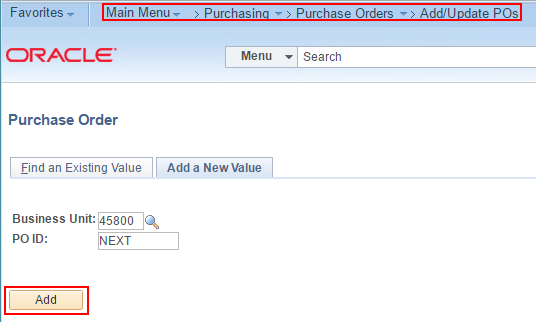 Favorites Main Menu > Purchasing > Purchase Orders > Add/Update POs
ORACLE Menu Search
Purchase Order
Find an Existing Value Add a New Value
Business Unit: 45800
PO ID: NEXT
Add